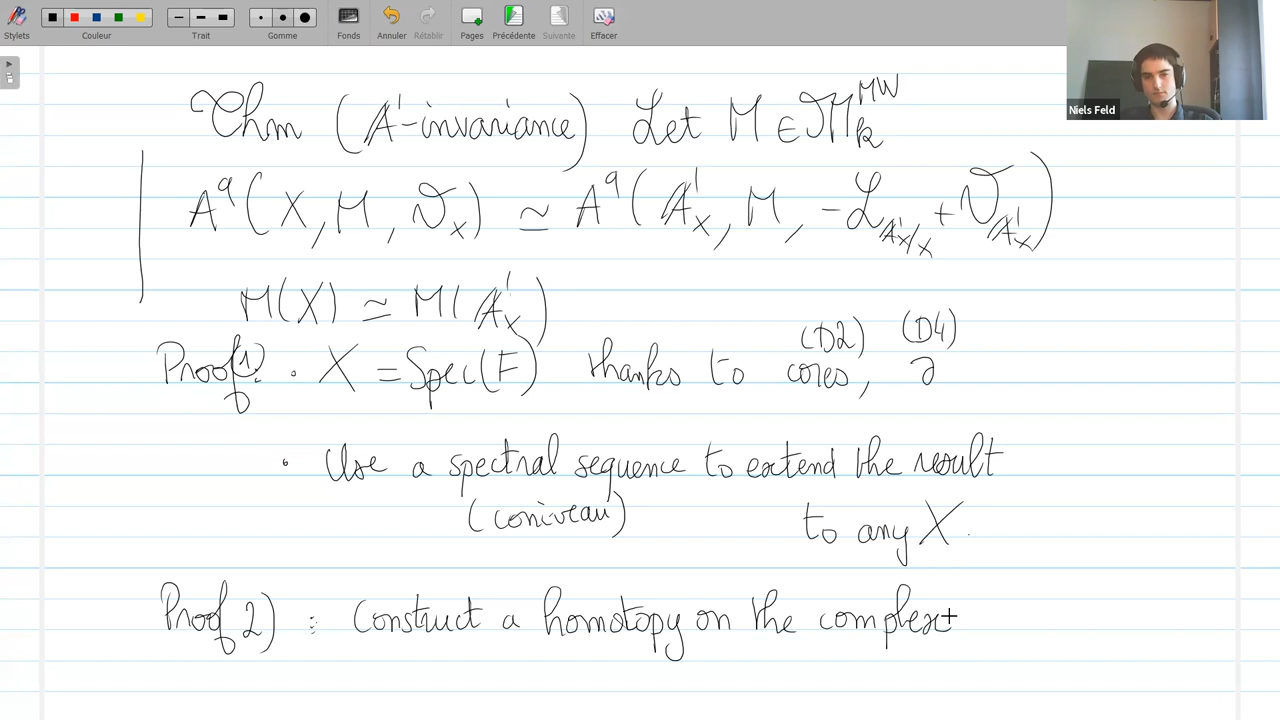 Stylets Couleur Trait Gomme Fonds Annuler Rétablir Pages Précédente Suivante Effacer
Niels Feld
Thm (𝔸¹-invariance) Let M ∈ 𝔐ₖᴹᵂ
A^q(X, M, 𝒱_X) ≃ A^q(𝔸¹_X, M, -ℒ_{𝔸¹_X/X} + 𝒱_{𝔸¹_X})
M(X) ≃ M(𝔸¹_X)
(D2) (D4)
Proof 1): · X = Spec(F) thanks to cores, ∂
· Use a spectral sequence to extend the result
(coniveau) to any X.
Proof 2) : Construct a homotopy on the complex